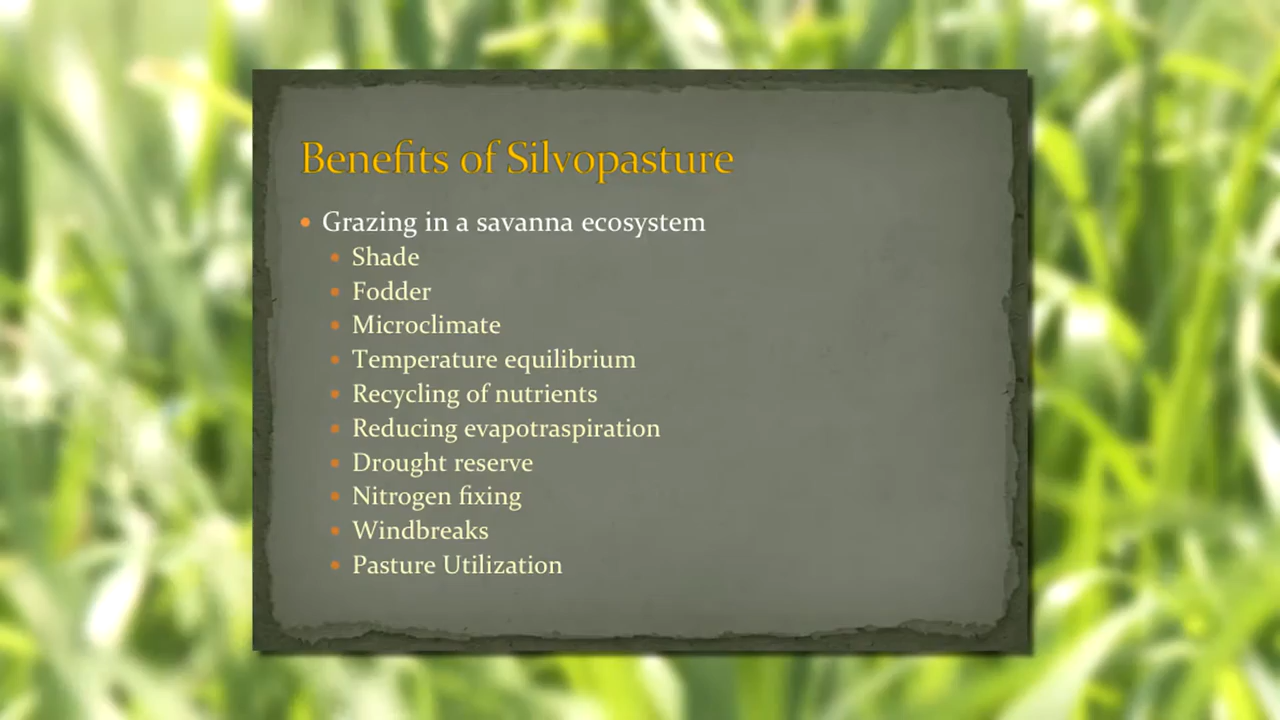 Benefits of Silvopasture
• Grazing in a savanna ecosystem
• Shade
• Fodder
• Microclimate
• Temperature equilibrium
• Recycling of nutrients
• Reducing evapotraspiration
• Drought reserve
• Nitrogen fixing
• Windbreaks
• Pasture Utilization